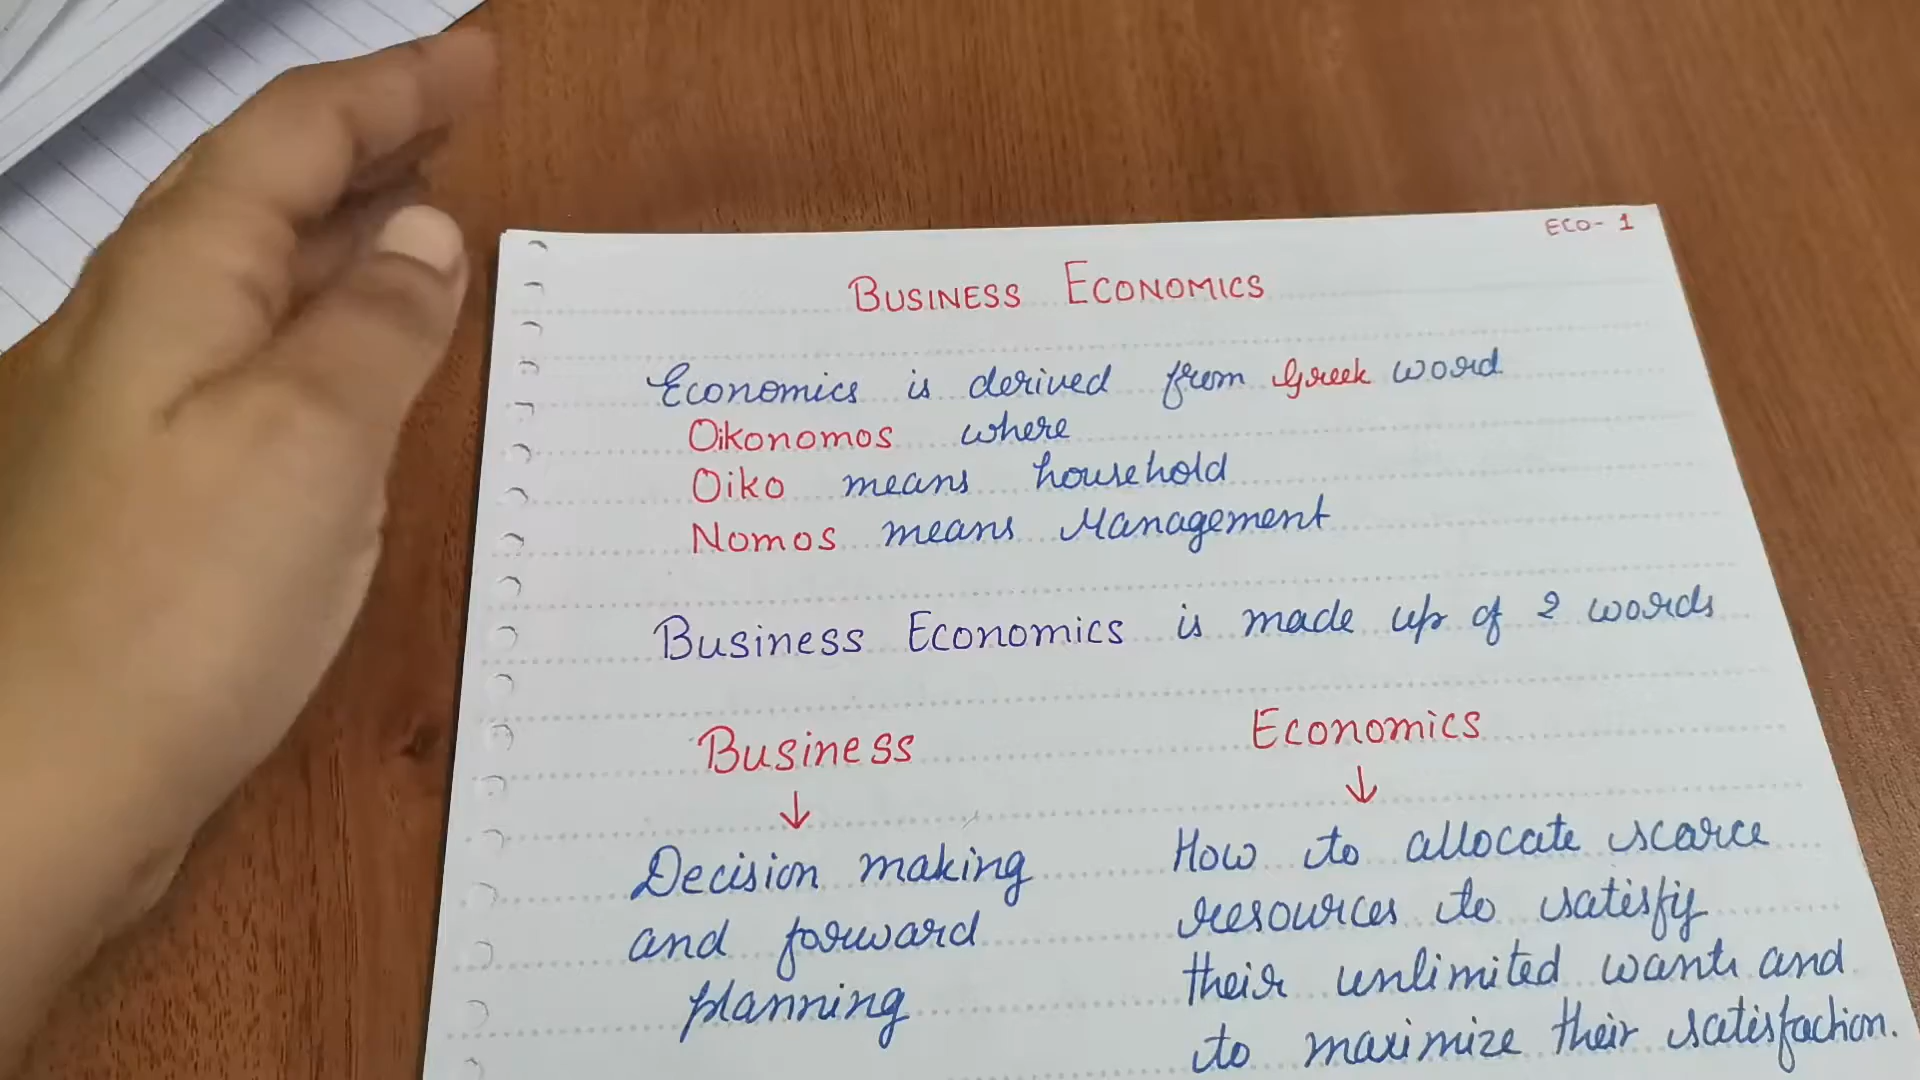 ECO- 1
BUSINESS ECONOMICS
Economics is derived from Greek word
Oikonomos where
Oiko means household
Nomos means Management
Business Economics is made up of 2 words
Business
↓
Decision making
and forward
planning
Economics
↓
How to allocate scarce
resources to satisfy
their unlimited wants and
to maximize their satisfaction.